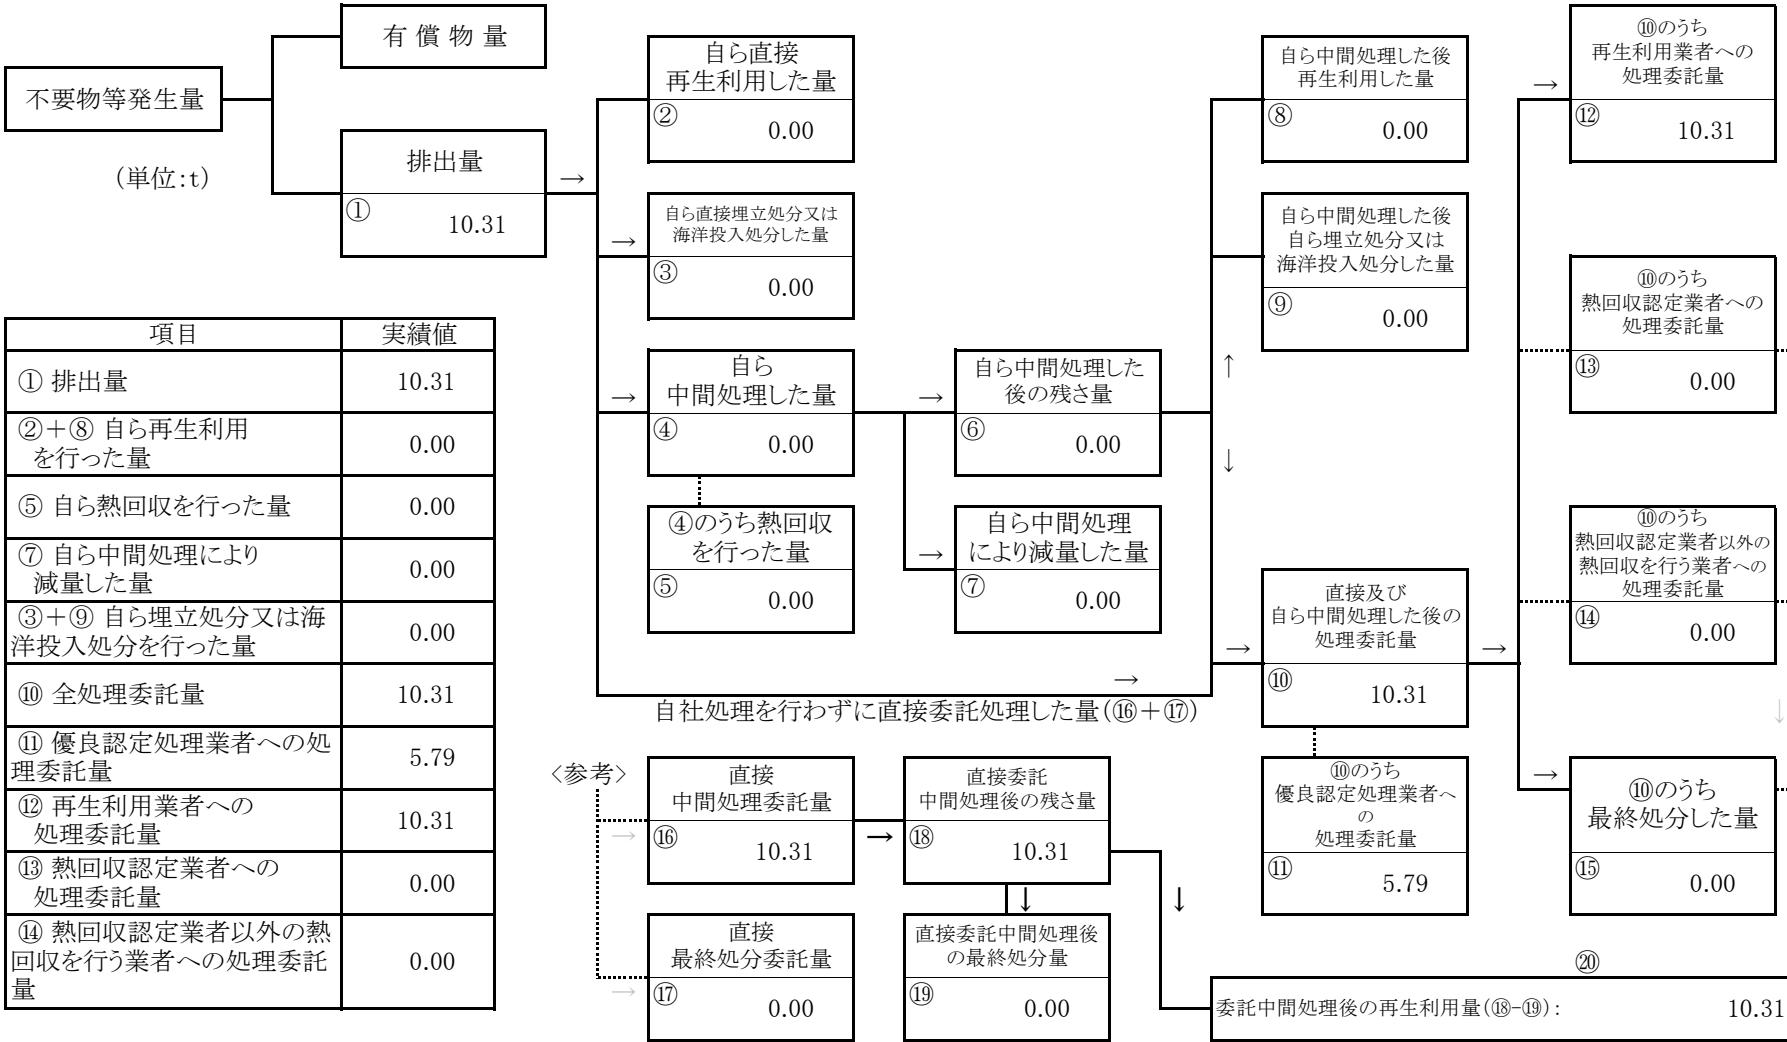 有 償 物 量
不要物等発生量
(単位:t)
排出量
→
①
10.31
自ら直接
再生利用した量
②
0.00
→
自ら直接埋立処分又は
海洋投入処分した量
③
0.00
→
自ら
中間処理した量
④
0.00
④のうち熱回収
を行った量
⑤
0.00
→
自ら中間処理した
後の残さ量
⑥
0.00
→
自ら中間処理
により減量した量
⑦
0.00
↑
↓
→
自社処理を行わずに直接委託処理した量(⑯+⑰)
自ら中間処理した後
再生利用した量
⑧
0.00
自ら中間処理した後
自ら埋立処分又は
海洋投入処分した量
⑨
0.00
→
直接及び
自ら中間処理した後の
処理委託量
⑩
10.31
→
⑩のうち
優良認定処理業者へ
の
処理委託量
⑪
5.79
→
⑩のうち
再生利用業者への
処理委託量
⑫
10.31
⑩のうち
熱回収認定業者への
処理委託量
⑬
0.00
⑩のうち
熱回収認定業者以外の
熱回収を行う業者への
処理委託量
⑭
0.00
↓
→
⑩のうち
最終処分した量
⑮
0.00
項目 実績値
① 排出量 10.31
②+⑧ 自ら再生利用
を行った量 0.00
⑤ 自ら熱回収を行った量 0.00
⑦ 自ら中間処理により
減量した量 0.00
③+⑨ 自ら埋立処分又は海
洋投入処分を行った量 0.00
⑩ 全処理委託量 10.31
⑪ 優良認定処理業者への処
理委託量 5.79
⑫ 再生利用業者への
処理委託量 10.31
⑬ 熱回収認定業者への
処理委託量 0.00
⑭ 熱回収認定業者以外の熱
回収を行う業者への処理委託
量 0.00
<参考>
→
直接
中間処理委託量
⑯
10.31
→
直接委託
中間処理後の残さ量
⑱
10.31
↓
↓
→
直接
最終処分委託量
⑰
0.00
直接委託中間処理後
の最終処分量
⑲
0.00
⑳
委託中間処理後の再生利用量(⑱-⑲): 10.31